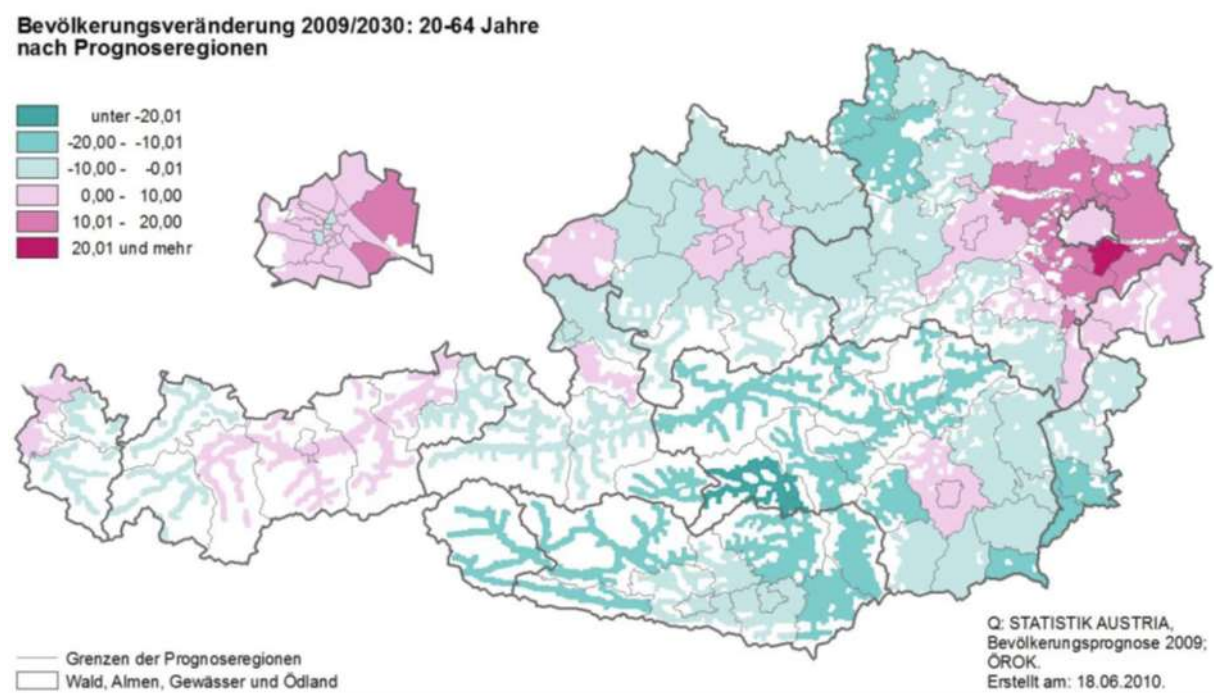 Bevölkerungsveränderung 2009/2030: 20-64 Jahre
nach Prognoseregionen
unter -20,01
-20,00 - -10,01
-10,00 - -0,01
0,00 - 10,00
10,01 - 20,00
20,01 und mehr
Grenzen der Prognoseregionen
Wald, Almen, Gewässer und Ödland
Q: STATISTIK AUSTRIA,
Bevölkerungsprognose 2009;
ÖROK.
Erstellt am: 18.06.2010.